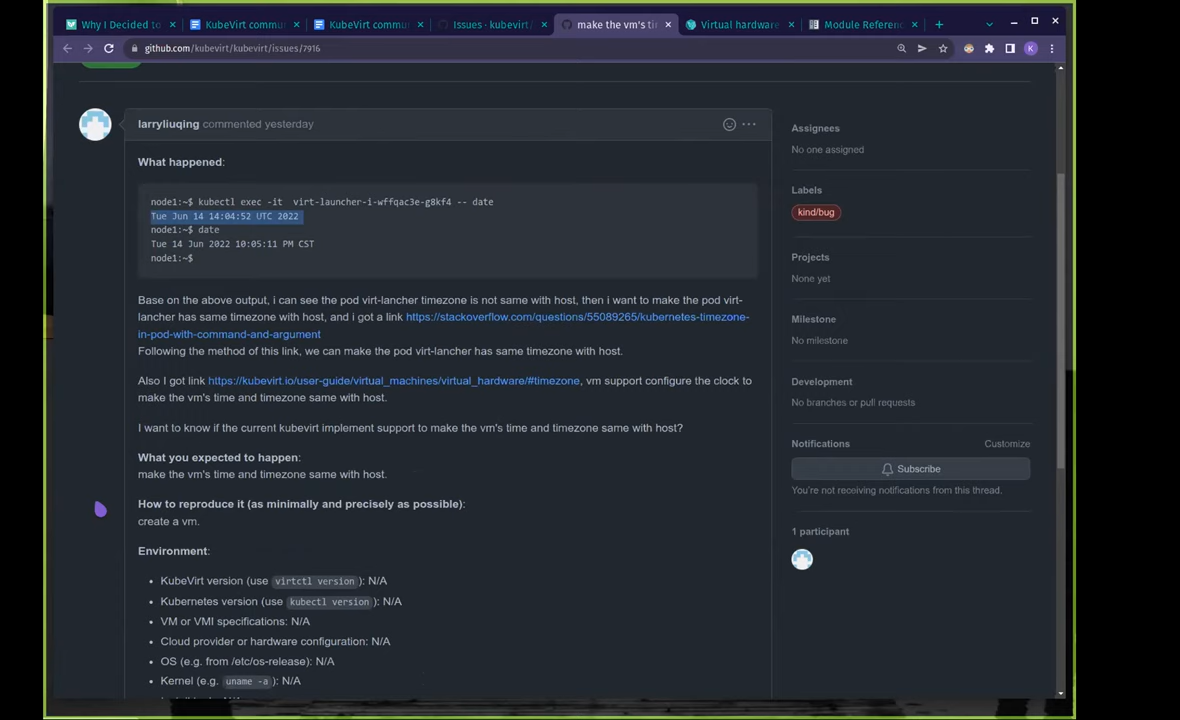 Why I Decided to
KubeVirt commu
KubeVirt commu
Issues · kubevirt/
make the vm's ti
Virtual hardware
Module Referenc
github.com/kubevirt/kubevirt/issues/7916
K
larryliuqing commented yesterday
What happened:
node1:~$ kubectl exec -it virt-launcher-i-wffqac3e-g8kf4 -- date
Tue Jun 14 14:04:52 UTC 2022
node1:~$ date
Tue 14 Jun 2022 10:05:11 PM CST
node1:~$
Base on the above output, i can see the pod virt-lancher timezone is not same with host, then i want to make the pod virt-
lancher has same timezone with host, and i got a link https://stackoverflow.com/questions/55089265/kubernetes-timezone-
in-pod-with-command-and-argument
Following the method of this link, we can make the pod virt-lancher has same timezone with host.
Also I got link https://kubevirt.io/user-guide/virtual_machines/virtual_hardware/#timezone, vm support configure the clock to
make the vm's time and timezone same with host.
I want to know if the current kubevirt implement support to make the vm's time and timezone same with host?
What you expected to happen:
make the vm's time and timezone same with host.
How to reproduce it (as minimally and precisely as possible):
create a vm.
Environment:
• KubeVirt version (use virtctl version): N/A
• Kubernetes version (use kubectl version): N/A
• VM or VMI specifications: N/A
• Cloud provider or hardware configuration: N/A
• OS (e.g. from /etc/os-release): N/A
• Kernel (e.g. uname -a): N/A
Assignees
No one assigned
Labels
kind/bug
Projects
None yet
Milestone
No milestone
Development
No branches or pull requests
Notifications
Customize
Subscribe
You're not receiving notifications from this thread.
1 participant